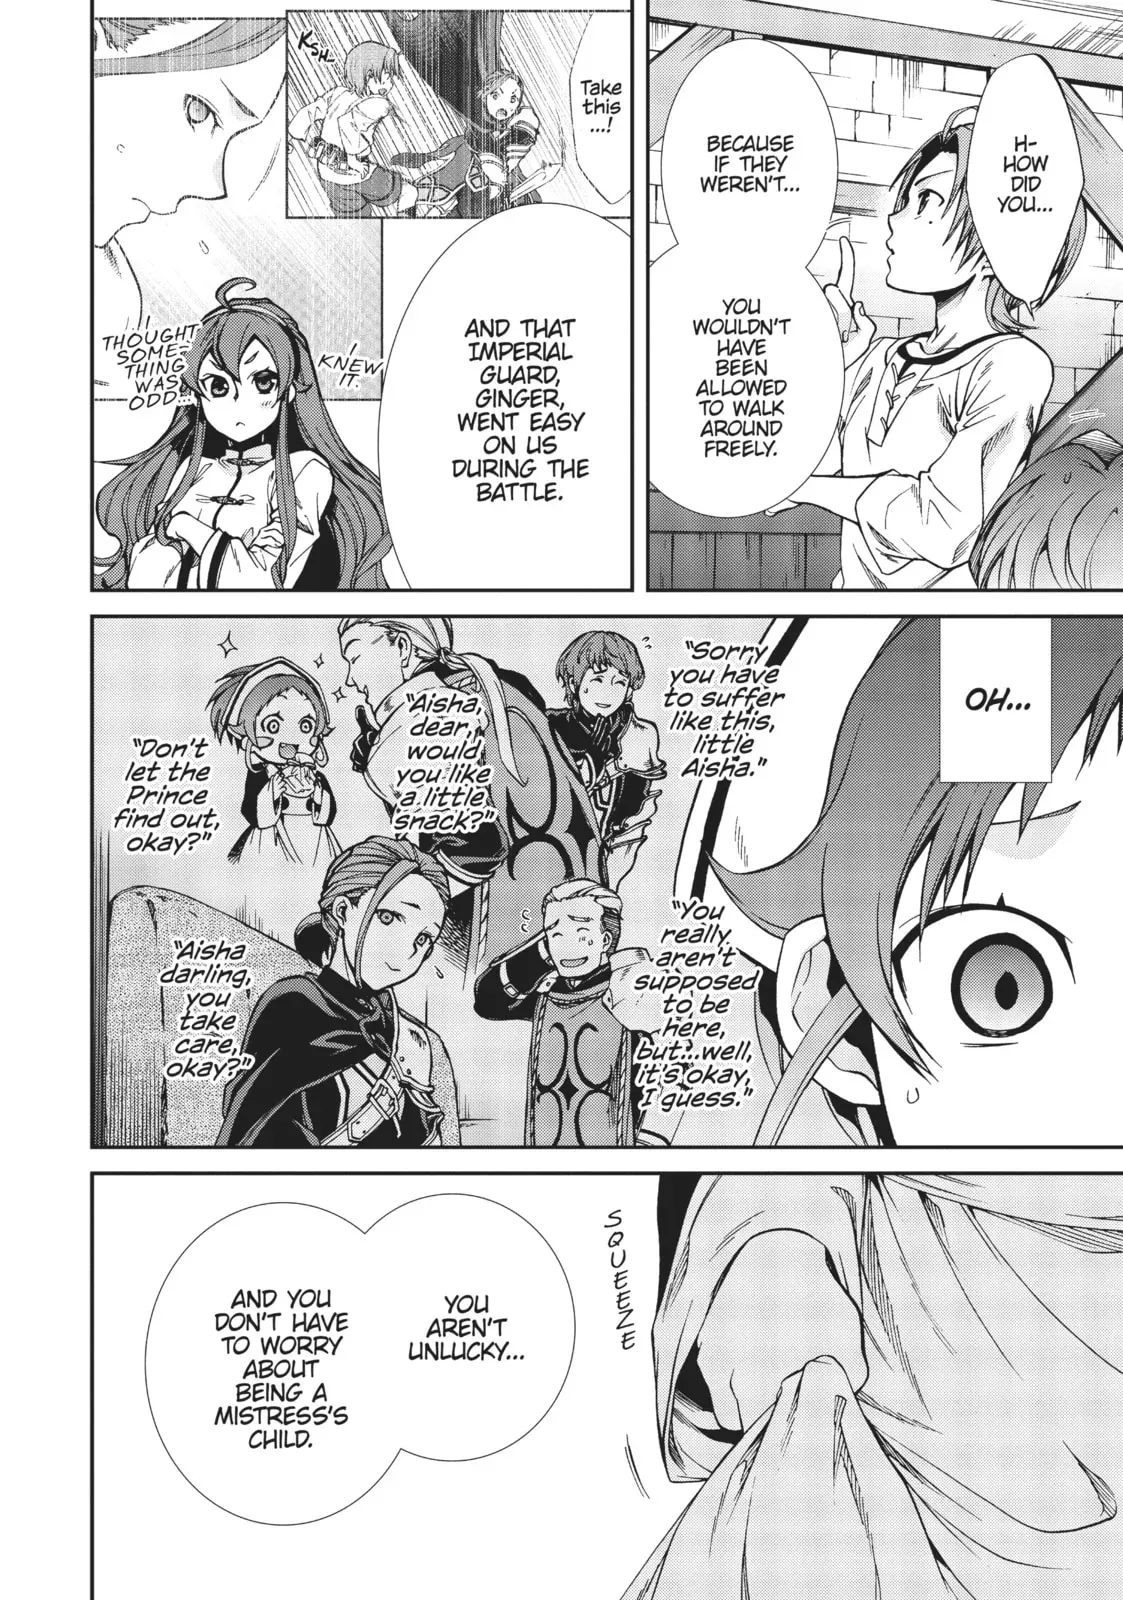 H-
HOW
DID
YOU...
BECAUSE
IF THEY
WEREN'T...
YOU
WOULDN'T
HAVE
BEEN
ALLOWED
TO WALK
AROUND
FREELY.
Take
this
...!
KSH...
AND THAT
IMPERIAL
GUARD,
GINGER,
WENT EASY
ON US
DURING THE
BATTLE.
I
KNEW
IT.
I
THOUGHT
SOME-
THING
WAS
ODD...
OH...
"Sorry
you have
to suffer
like this,
little
Aisha."
"Aisha,
dear,
would
you like
a little
snack?"
"Don't
let the
Prince
find out,
okay?"
"You
really
aren't
supposed
to be
here,
but...well,
it's okay,
I guess."
"Aisha
darling,
you
take
care,
okay?"
SQUEEZE
YOU
AREN'T
UNLUCKY...
AND YOU
DON'T HAVE
TO WORRY
ABOUT
BEING A
MISTRESS'S
CHILD.